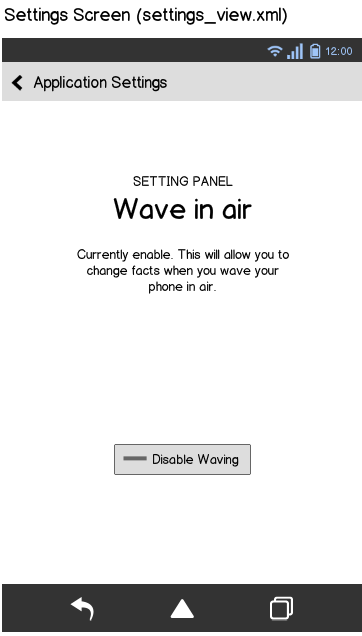 Settings Screen (settings_view.xml)
12:00
Application Settings
SETTING PANEL
Wave in air
Currently enable. This will allow you to
change facts when you wave your
phone in air.
Disable Waving